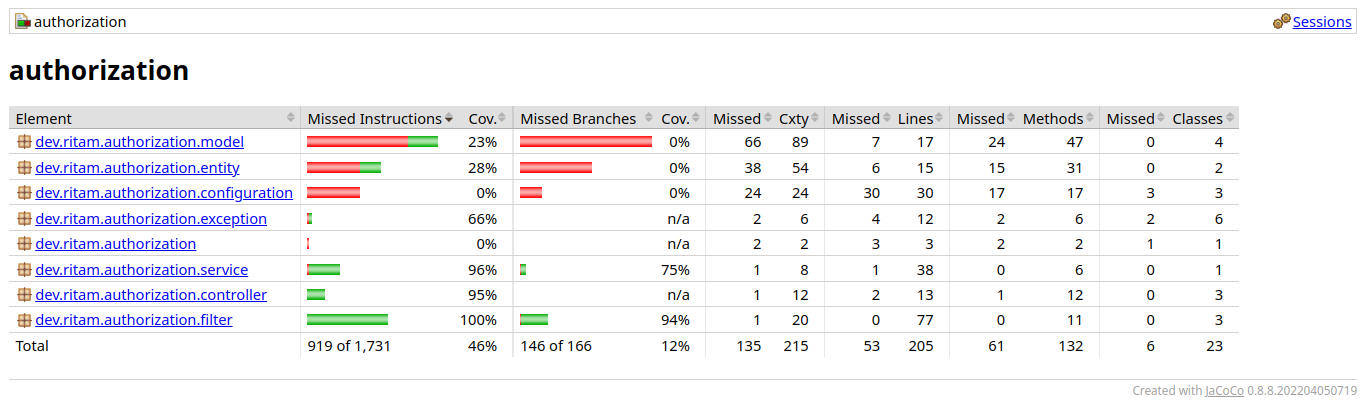 authorization Sessions
authorization
Element Missed Instructions Cov. Missed Branches Cov. Missed Cxty Missed Lines Missed Methods Missed Classes
dev.ritam.authorization.model 23% 0% 66 89 7 17 24 47 0 4
dev.ritam.authorization.entity 28% 0% 38 54 6 15 15 31 0 2
dev.ritam.authorization.configuration 0% 0% 24 24 30 30 17 17 3 3
dev.ritam.authorization.exception 66% n/a 2 6 4 12 2 6 2 6
dev.ritam.authorization 0% n/a 2 2 3 3 2 2 1 1
dev.ritam.authorization.service 96% 75% 1 8 1 38 0 6 0 1
dev.ritam.authorization.controller 95% n/a 1 12 2 13 1 12 0 3
dev.ritam.authorization.filter 100% 94% 1 20 0 77 0 11 0 3
Total 919 of 1,731 46% 146 of 166 12% 135 215 53 205 61 132 6 23
Created with JaCoCo 0.8.8.202204050719